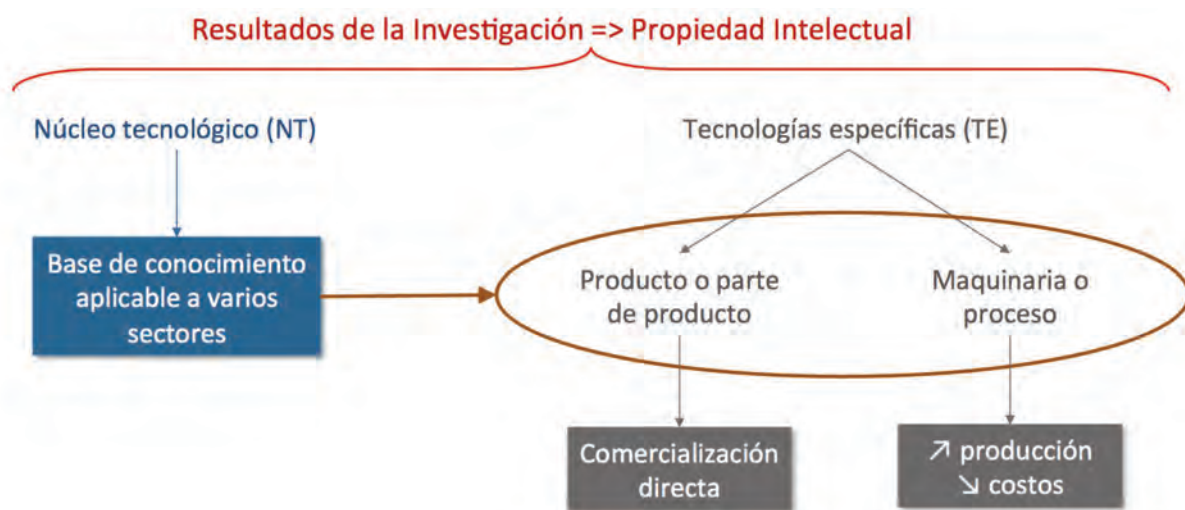 Resultados de la Investigación => Propiedad Intelectual
Núcleo tecnológico (NT)
Tecnologías específicas (TE)
Base de conocimiento
aplicable a varios
sectores
Producto o parte
de producto
Maquinaria o
proceso
Comercialización
directa
↗ producción
↘ costos